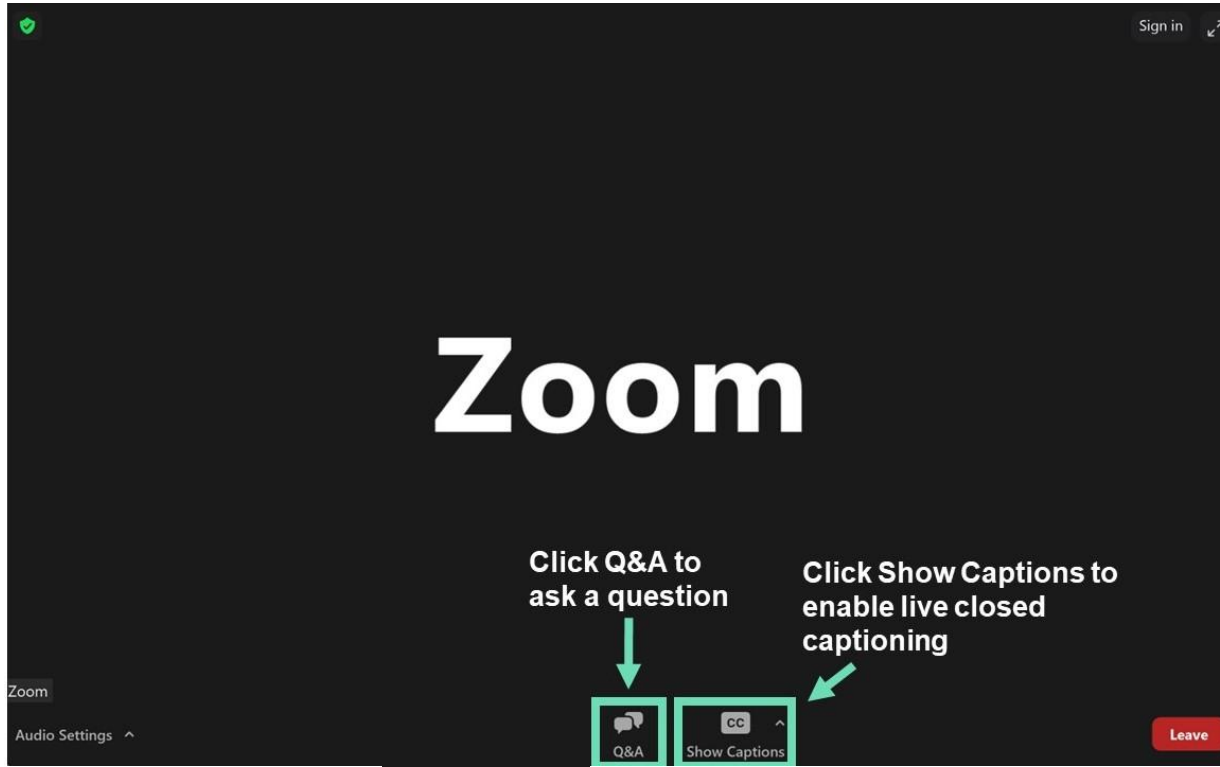 Sign in
Zoom
Click Q&A to
ask a question
Click Show Captions to
enable live closed
captioning
Zoom
Audio Settings
Q&A
CC
Show Captions
Leave